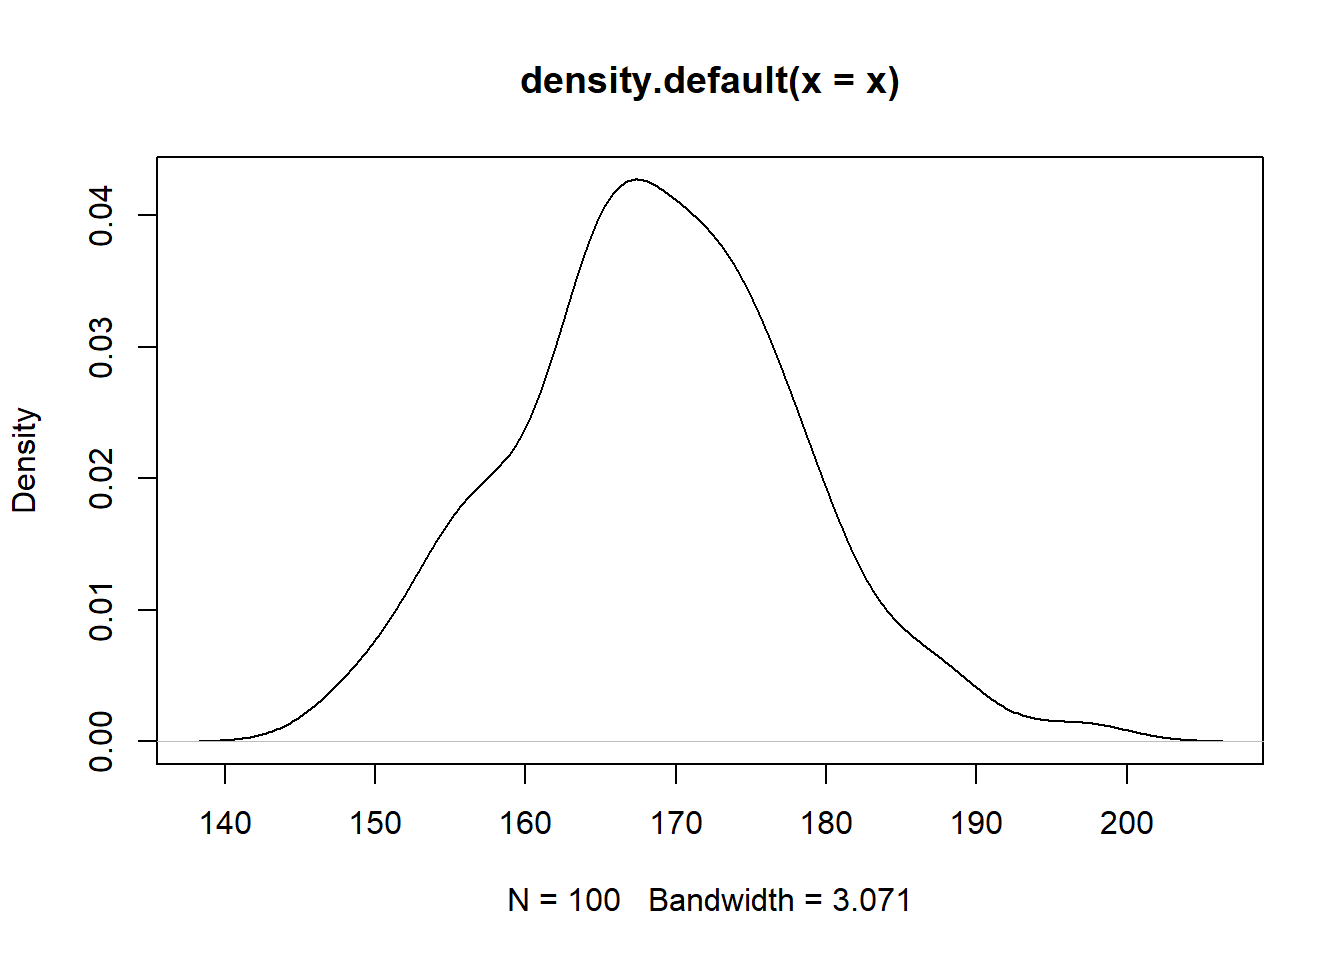 density.default(x = x)
Density
0.04
0.03
0.02
0.01
0.00
140 150 160 170 180 190 200
N = 100 Bandwidth = 3.071